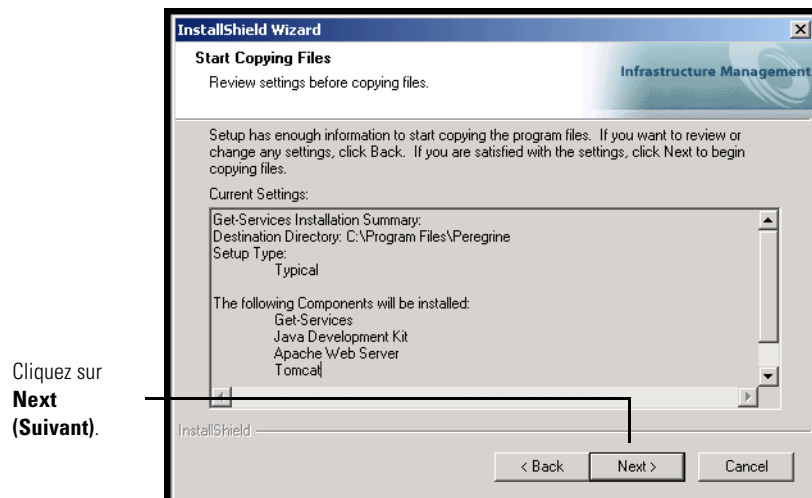 InstallShield Wizard
Start Copying Files
Review settings before copying files.
Infrastructure Management
Setup has enough information to start copying the program files. If you want to review or
change any settings, click Back. If you are satisfied with the settings, click Next to begin
copying files.
Current Settings:
Get-Services Installation Summary:
Destination Directory: C:\Program Files\Peregrine
Setup Type:
Typical
The following Components will be installed:
Get-Services
Java Development Kit
Apache Web Server
Tomcat
Cliquez sur
Next
(Suivant).
InstallShield
< Back
Next >
Cancel